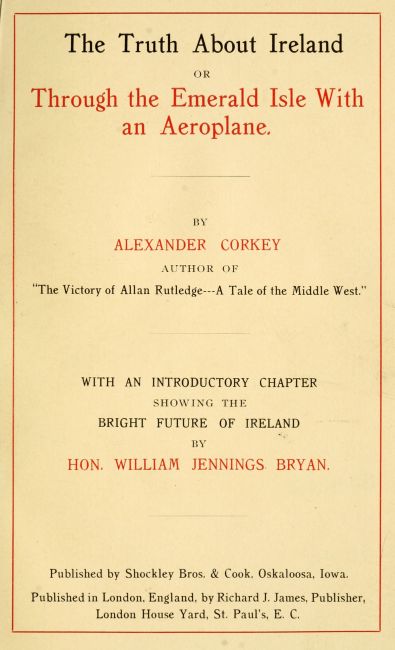 The Truth About Ireland
OR
Through the Emerald Isle With
an Aeroplane.
BY
ALEXANDER CORKEY
AUTHOR OF
"The Victory of Allan Rutledge---A Tale of the Middle West."
WITH AN INTRODUCTORY CHAPTER
SHOWING THE
BRIGHT FUTURE OF IRELAND
BY
HON. WILLIAM JENNINGS BRYAN.
Published by Shockley Bros. & Cook, Oskaloosa, Iowa.
Published in London, England, by Richard J. James, Publisher,
London House Yard, St. Paul's, E. C.